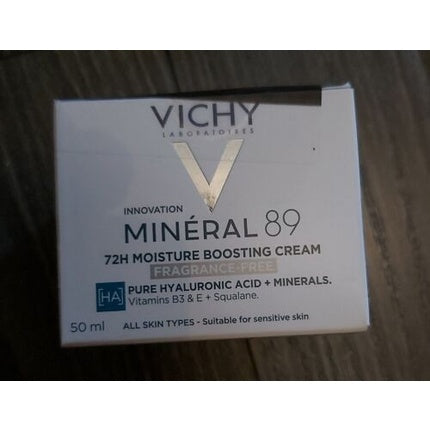 VICHY
LABORATOIRES
INNOVATION
MINÉRAL 89
72H MOISTURE BOOSTING CREAM
FRAGRANCE-FREE
[HA] PURE HYALURONIC ACID + MINERALS.
Vitamins B3 & E + Squalane.
50 ml ALL SKIN TYPES - Suitable for sensitive skin